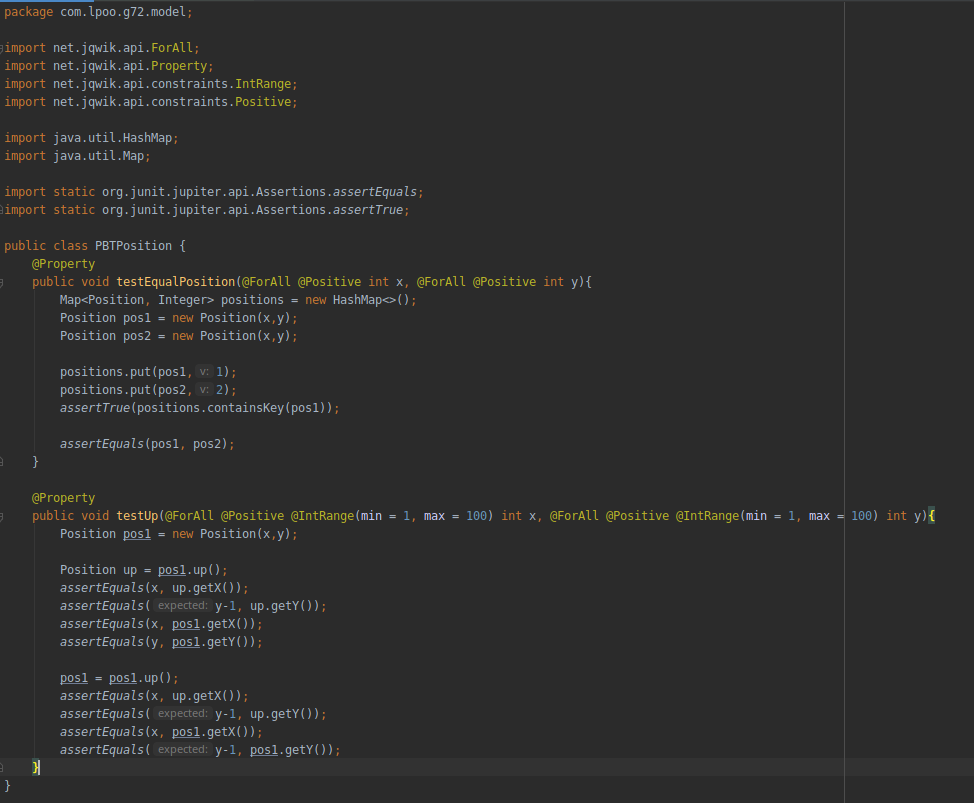 package com.lpoo.g72.model;

import net.jqwik.api.ForAll;
import net.jqwik.api.Property;
import net.jqwik.api.constraints.IntRange;
import net.jqwik.api.constraints.Positive;

import java.util.HashMap;
import java.util.Map;

import static org.junit.jupiter.api.Assertions.assertEquals;
import static org.junit.jupiter.api.Assertions.assertTrue;

public class PBTPosition {
    @Property
    public void testEqualPosition(@ForAll @Positive int x, @ForAll @Positive int y){
        Map<Position, Integer> positions = new HashMap<>();
        Position pos1 = new Position(x,y);
        Position pos2 = new Position(x,y);

        positions.put(pos1, v: 1);
        positions.put(pos2, v: 2);
        assertTrue(positions.containsKey(pos1));

        assertEquals(pos1, pos2);
    }

    @Property
    public void testUp(@ForAll @Positive @IntRange(min = 1, max = 100) int x, @ForAll @Positive @IntRange(min = 1, max = 100) int y){
        Position pos1 = new Position(x,y);

        Position up = pos1.up();
        assertEquals(x, up.getX());
        assertEquals( expected: y-1, up.getY());
        assertEquals(x, pos1.getX());
        assertEquals(y, pos1.getY());

        pos1 = pos1.up();
        assertEquals(x, up.getX());
        assertEquals( expected: y-1, up.getY());
        assertEquals(x, pos1.getX());
        assertEquals( expected: y-1, pos1.getY());
    }
}